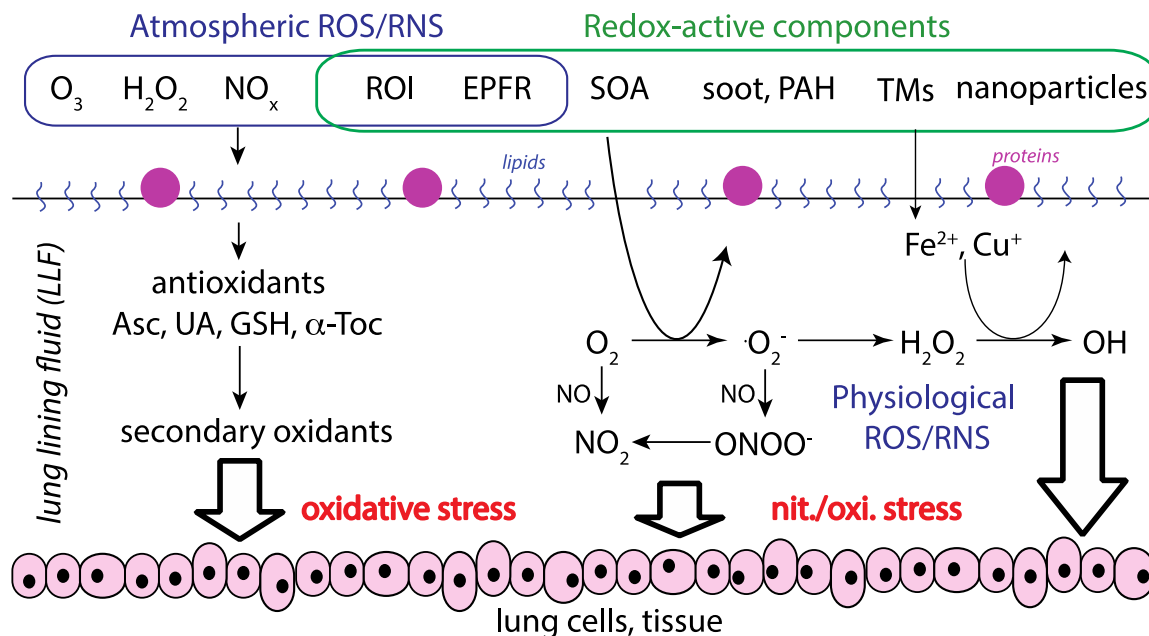 Atmospheric ROS/RNS
Redox-active components
O₃ H₂O₂ NOₓ ROI EPFR SOA soot, PAH TMs nanoparticles
lipids
proteins
lung lining fluid (LLF)
antioxidants
Asc, UA, GSH, α-Toc
secondary oxidants
Fe²⁺, Cu⁺
O₂ ·O₂⁻ H₂O₂ OH
NO NO
NO₂ ONOO⁻
Physiological
ROS/RNS
oxidative stress
nit./oxi. stress
lung cells, tissue